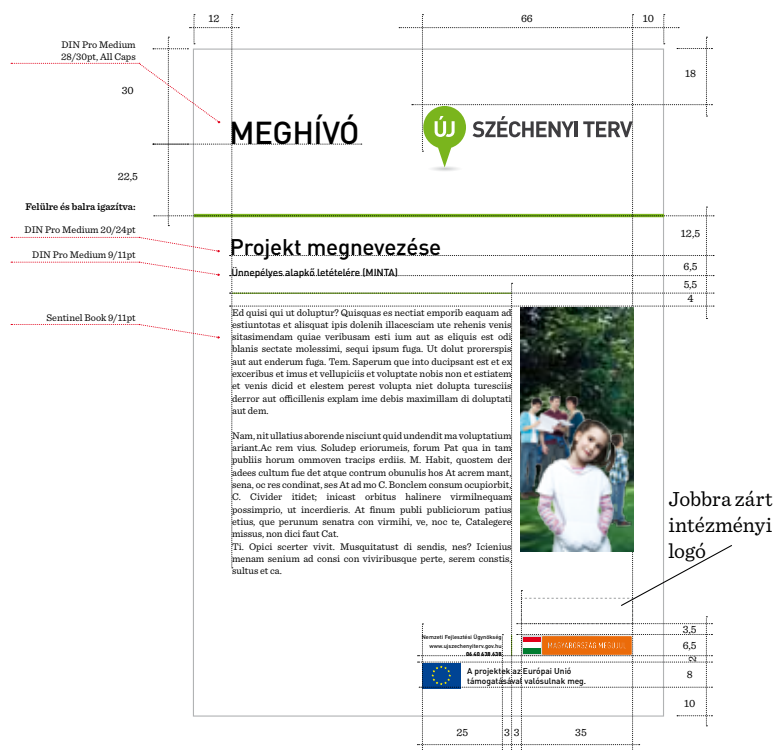 12
66
10
DIN Pro Medium
28/30pt, All Caps
30
18
MEGHÍVÓ
ÚJ SZÉCHENYI TERV
22,5
Felülre és balra igazítva:
DIN Pro Medium 20/24pt
Projekt megnevezése
12,5
DIN Pro Medium 9/11pt
Ünnepélyes alapkő letételére (MINTA)
6,5
5,5
4
Sentinel Book 9/11pt
Ed quisi qui ut doluptur? Quisquas es nectiat emporib eaquam ad
estiuntotas et alisquat ipis dolenih illacesciam ute rehenis venis
sitasimendam quiae veribusam esti ium aut as eliquis est odi
blanis sectate molessimi, sequi ipsum fuga. Ut dolut prorerspis
aut aut enderum fuga. Tem. Saperum que into ducipsant est et ex
exceribus et imus et vellupiciis et voluptate nobis non et estiatem
et venis dicid et elestem perest volupta niet dolupta turesciis
derror aut officillenis explam ime debis maximillam di doluptati
aut dem.
Nam, nit ullatius aborende nisciunt quid undendit ma voluptatium
ariant.Ac rem vius. Soludep eriorumeis, forum Pat qua in tam
publiis horum ommoven tracips erdiis. M. Habit, quostem der
adees cultum fue det atque contrum obunulis hos At acrem mant,
sena, oc res condinat, ses At ad mo C. Bonclem consum ocupiorbit,
C. Civider itidet; inicast orbitus halinere virmilnequam
possimprio, ut incerdieris. At finum publi publiciorum patius
etius, que perunum senatra con virmihi, ve, noc te, Catalegere
missus, non dici faut Cat.
Ti. Opici scerter vivit. Musquitatust di sendis, nes? Icienius
menam senium ad consi con viviribusque perte, serem constis,
sultus et ca.
Jobbra zárt
intézményi
logó
3,5
Nemzeti Fejlesztési Ügynökség
www.ujszechenyiterv.gov.hu
06 40 638 638
MAGYARORSZÁG MEGÚJUL
6,5
2
A projektek az Európai Unió
támogatásával valósulnak meg.
8
10
25
3
3
35